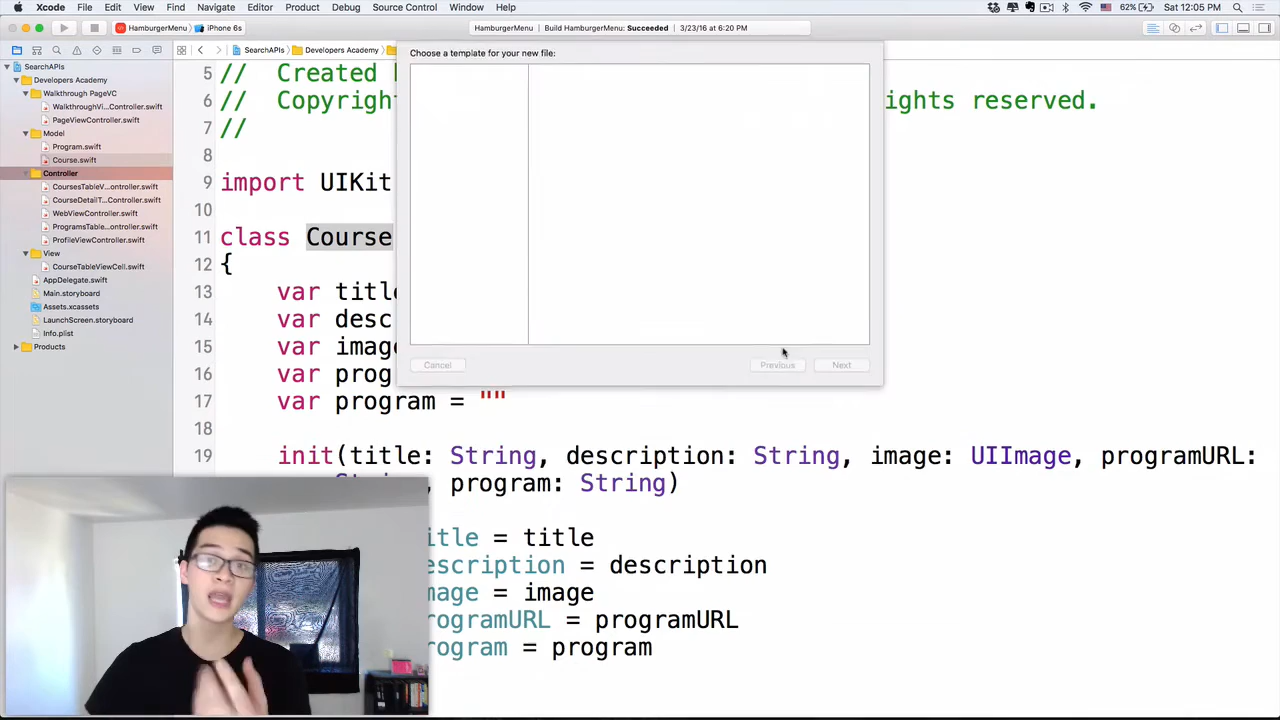 Xcode File Edit View Find Navigate Editor Product Debug Source Control Window Help 62% Sat 12:05 PM
HamburgerMenu iPhone 6s HamburgerMenu Build HamburgerMenu: Succeeded 3/23/16 at 6:20 PM
SearchAPIs Developers Academy
SearchAPIs
Developers Academy
Walkthrough PageVC
WalkthroughVi...Controller.swift
PageViewController.swift
Model
Program.swift
Course.swift
Controller
CoursesTableV...ontroller.swift
CourseDetailT...Controller.swift
WebViewController.swift
ProgramsTable...ontroller.swift
ProfileViewController.swift
View
CourseTableViewCell.swift
AppDelegate.swift
Main.storyboard
Assets.xcassets
LaunchScreen.storyboard
Info.plist
Products
Choose a template for your new file:
Cancel Previous Next
5 // Created
6 // Copyright ights reserved.
7 //
8
9 import UIKit
10
11 class Course
12 {
13 var title
14 var desc
15 var image
16 var prog
17 var program = ""
18
19 init(title: String, description: String, image: UIImage, programURL:
String, program: String)
itle = title
escription = description
mage = image
rogramURL = programURL
rogram = program